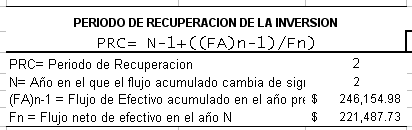 PERIODO DE RECUPERACION DE LA INVERSION
PRC= N-1+((FA)n-1)/Fn)
PRC= Periodo de Recuperacion 2
N= Año en el que el flujo acumulado cambia de sign 2
(FA)n-1 = Flujo de Efectivo acumulado en el año pre $ 246,154.98
Fn = Flujo neto de efectivo en el año N $ 221,487.73